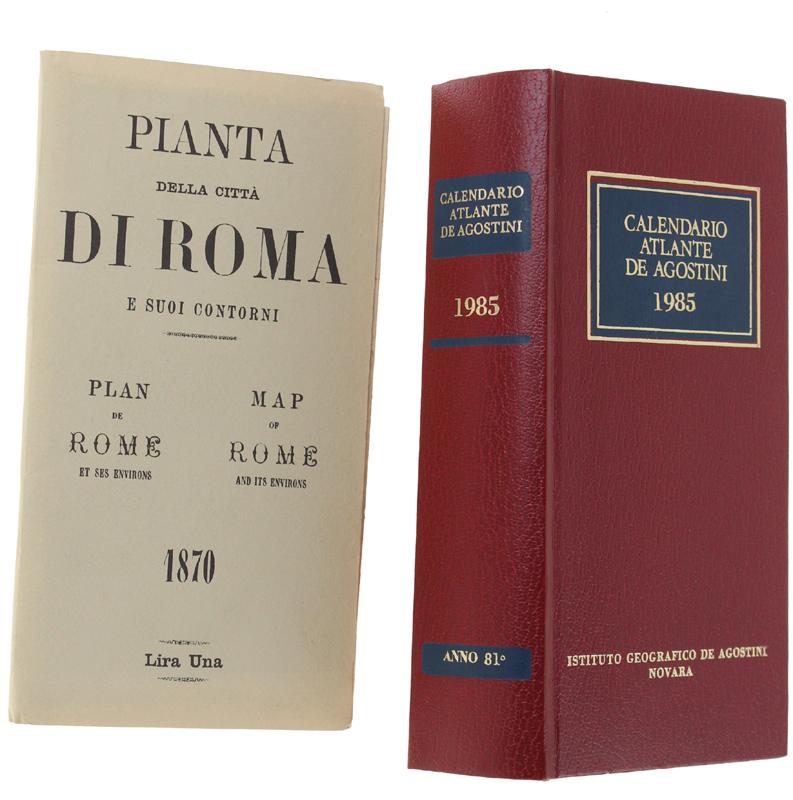 PIANTA
DELLA CITTÀ
DI ROMA
E SUOI CONTORNI
PLAN
DE
ROME
ET SES ENVIRONS
MAP
OF
ROME
AND ITS ENVIRONS
1870
Lira Una
CALENDARIO
ATLANTE
DE AGOSTINI
1985
ANNO 81°
CALENDARIO
ATLANTE
DE AGOSTINI
1985
ISTITUTO GEOGRAFICO DE AGOSTINI
NOVARA